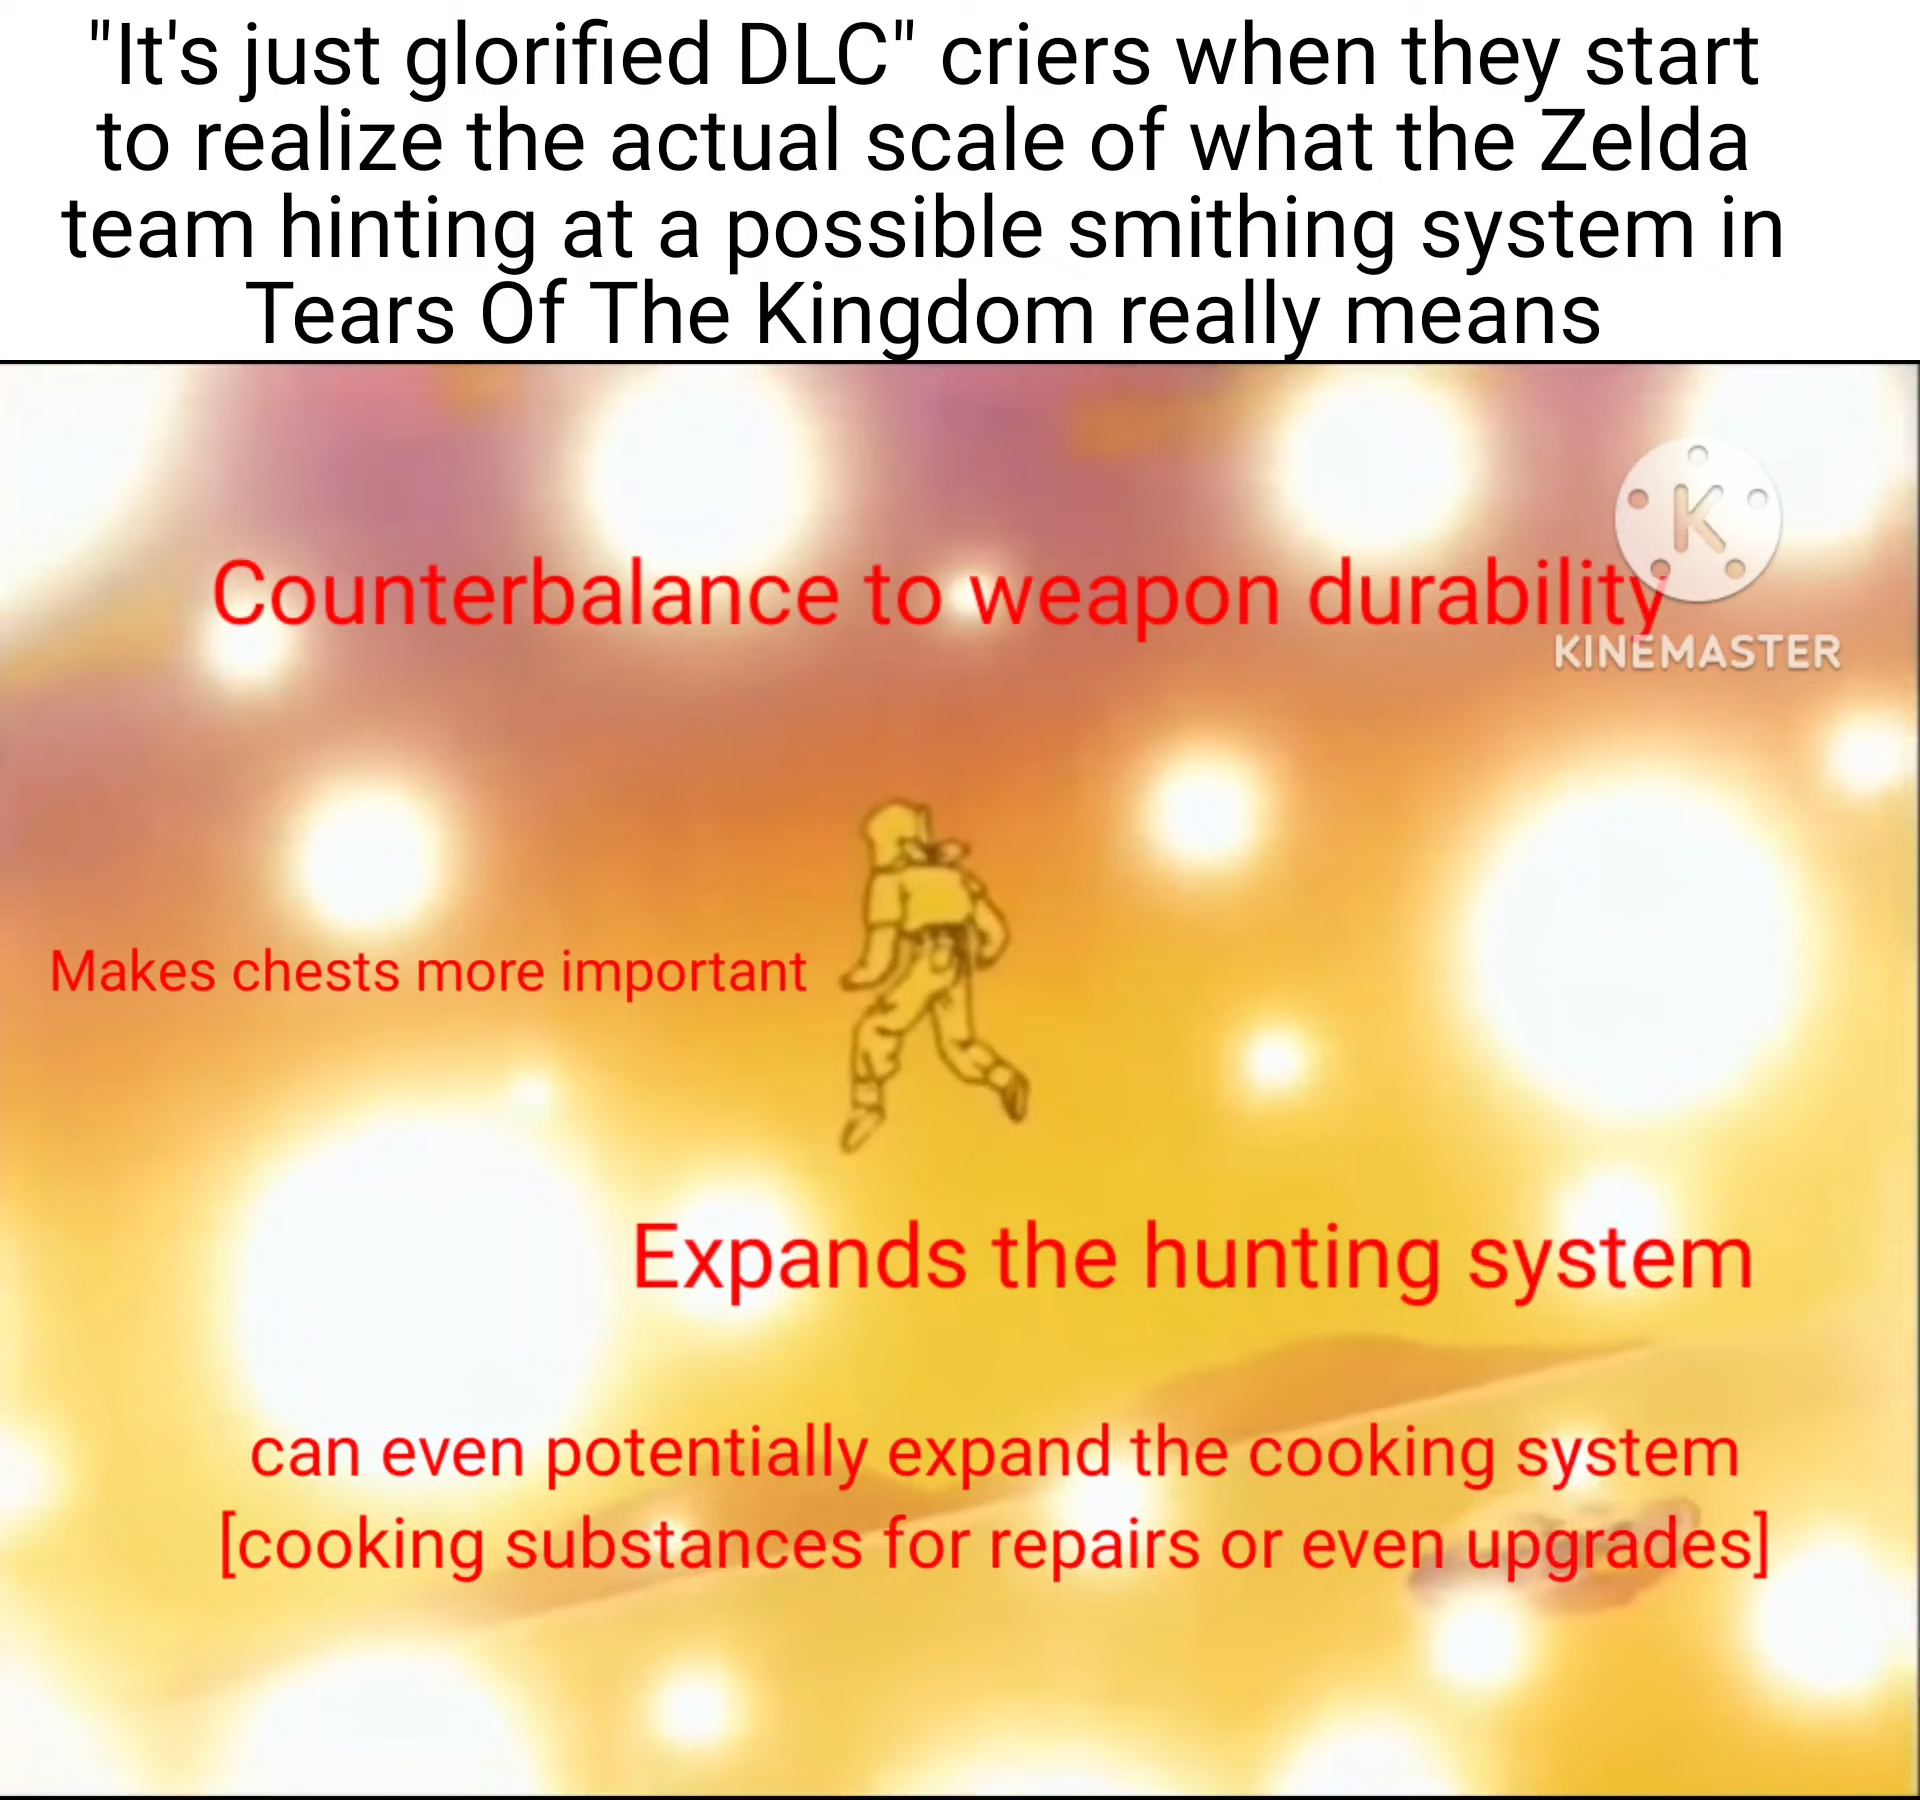 "It's just glorified DLC" criers when they start
to realize the actual scale of what the Zelda
team hinting at a possible smithing system in
Tears Of The Kingdom really means
Counterbalance to weapon durability
K
KINEMASTER
Makes chests more important
Expands the hunting system
can even potentially expand the cooking system
[cooking substances for repairs or even upgrades]